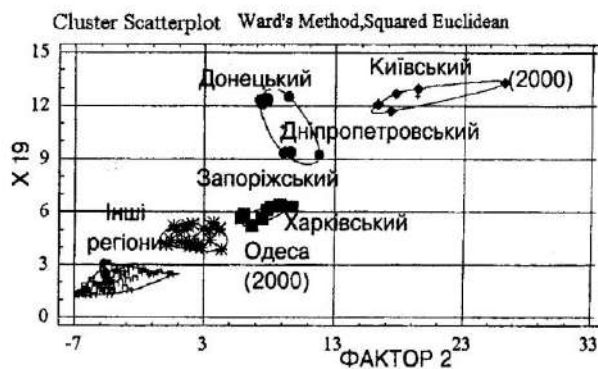 Cluster Scatterplot Ward's Method,Squared Euclidean
15
12
9
6
3
0
X 19
Донецький
Київський
(2000)
Дніпропетровський
Запоріжський
Інші
регіони
Харківський
Одеса
(2000)
-7 3 13 23 33
ФАКТОР 2